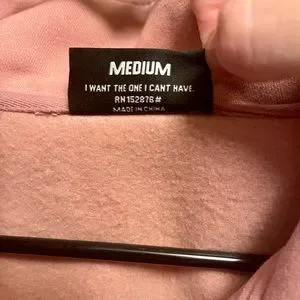 MEDIUM
I WANT THE ONE I CANT HAVE.
RN152876#
MADE IN CHINA